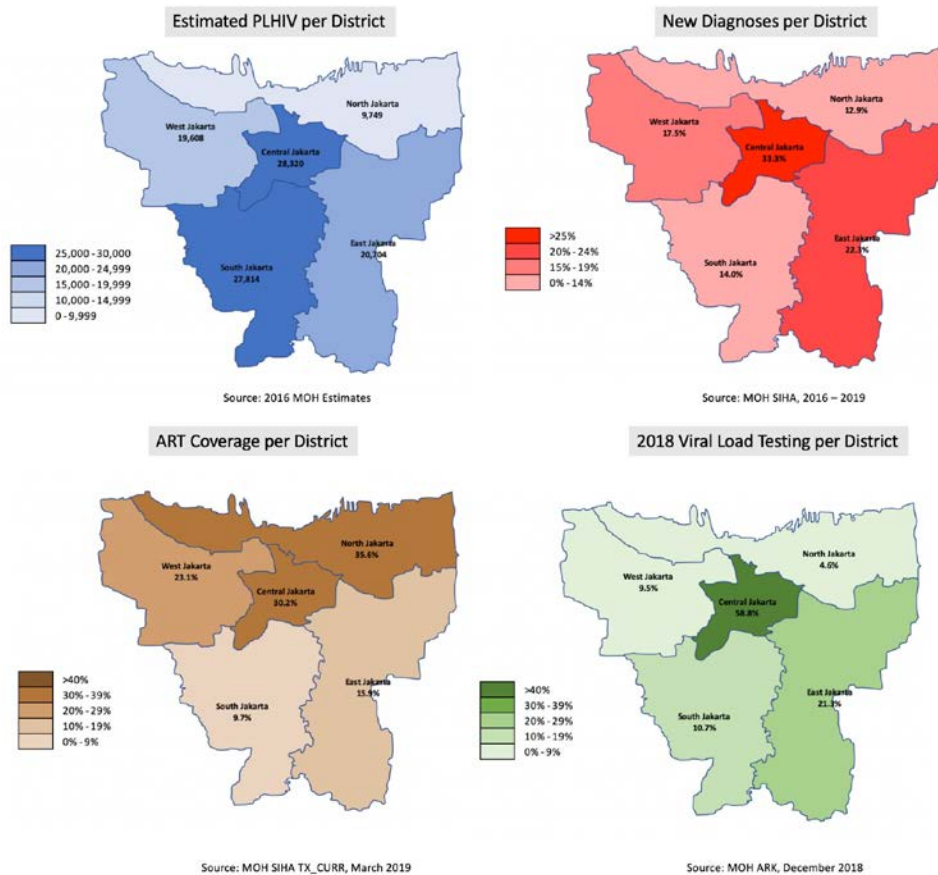 Estimated PLHIV per District
New Diagnoses per District
North Jakarta
9,749
West Jakarta
19,608
Central Jakarta
28,320
East Jakarta
20,704
South Jakarta
27,814
25,000 -30,000
20,000 - 24,999
15,000 -19,999
10,000 -14,999
0 -9,999
Source: 2016 MOH Estimates
North Jakarta
12.9%
West Jakarta
17.5%
Central Jakarta
33.3%
East Jakarta
22.3%
South Jakarta
14.0%
>25%
20% - 24%
15% - 19%
0% - 14%
Source: MOH SIHA, 2016 – 2019
ART Coverage per District
2018 Viral Load Testing per District
North Jakarta
35.6%
West Jakarta
23.1%
Central Jakarta
30.2%
East Jakarta
15.9%
South Jakarta
9.7%
>40%
30% -39%
20% -29%
10% -19%
0% -9%
Source: MOH SIHA TX_CURR, March 2019
North Jakarta
4.6%
West Jakarta
9.5%
Central Jakarta
58.8%
East Jakarta
21.3%
South Jakarta
10.7%
>40%
30% -39%
20% -29%
10% -19%
0% -9%
Source: MOH ARK, December 2018